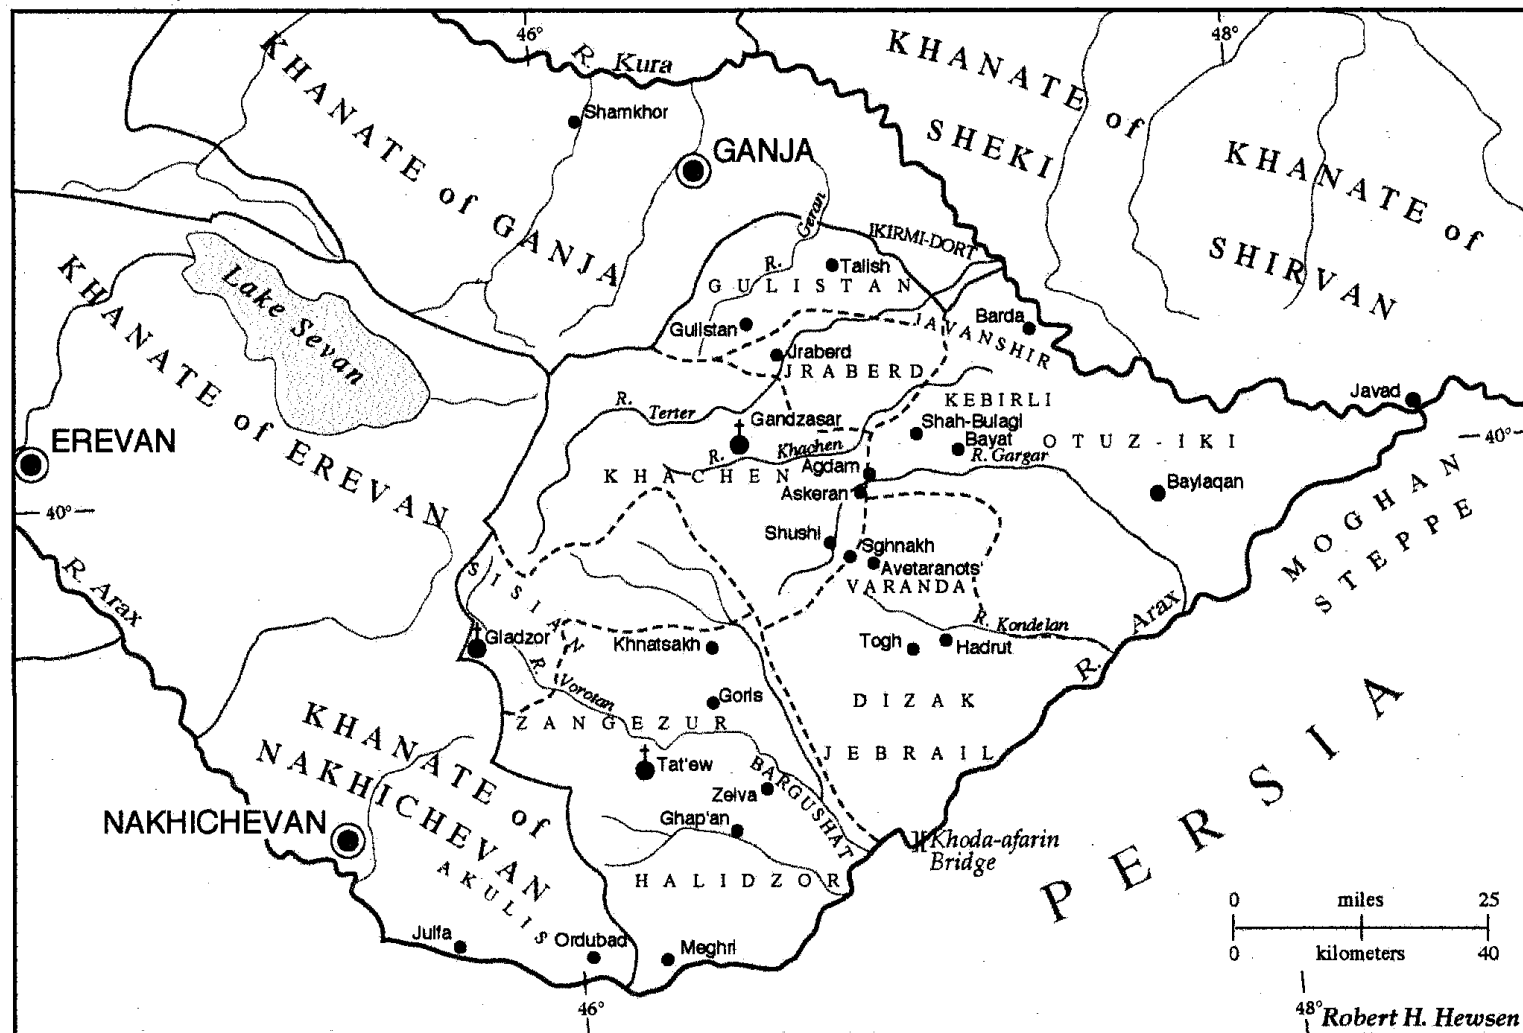 46°
48°
R. Kura
KHANATE of GANJA
KHANATE of
SHEKI
KHANATE of
SHIRVAN
Shamkhor
GANJA
Geran
R.
IKIRMI-DORT
Talish
GULISTAN
Gulistan
JAVANSHIR
Barda
Jraberd
JRABERD
Lake Sevan
KHANATE of EREVAN
EREVAN
40°
R. Arax
R. Terter
Gandzasar
R. Khachen
KHACHEN
KEBIRLI
Shah-Bulagi
Bayat
OTUZ-IKI
R. Gargar
Javad
40°
Agdam
Askeran
Baylaqan
MOGHAN
STEPPE
Shushi
Sghnakh
Avetaranots'
VARANDA
SISIAN
Gladzor
R. Vorotan
Khnatsakh
R. Kondelan
Togh
Hadrut
R. Arax
Goris
ZANGEZUR
DIZAK
JEBRAIL
PERSIA
KHANATE of
NAKHICHEVAN
NAKHICHEVAN
Tat'ew
BARGUSHAT
Zeiva
Ghap'an
Khoda-afarin
Bridge
AKULIS
HALIDZOR
Julfa
Ordubad
Meghri
0 miles 25
0 kilometers 40
46°
48°
Robert H. Hewsen